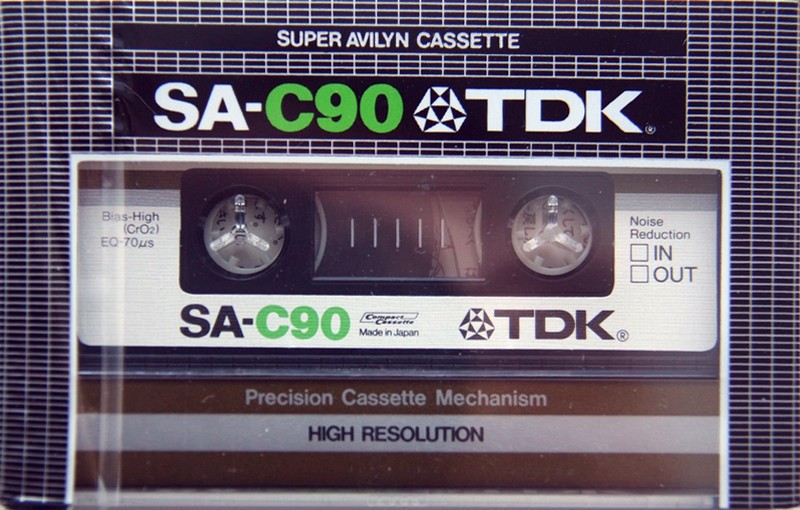 SUPER AVILYN CASSETTE
SA-C90 TDK®
Bias-High
(CrO₂)
EQ-70μs
Noise
Reduction
IN
OUT
SA-C90 Compact Cassette Made in Japan TDK®
Precision Cassette Mechanism
HIGH RESOLUTION